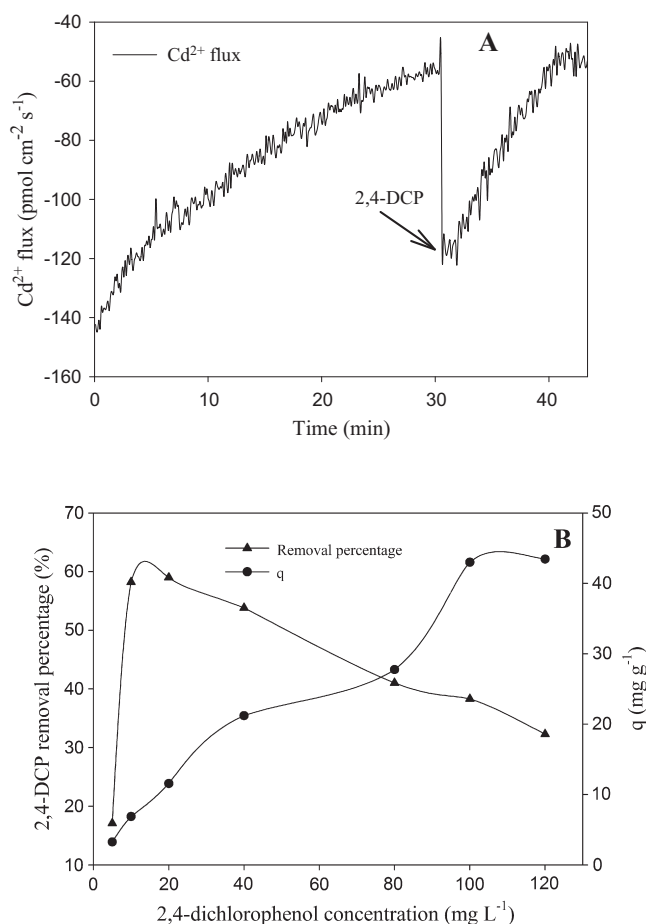 A
Cd²⁺ flux
-40
-60
-80
-100
-120
-140
-160
Cd²⁺ flux (pmol cm⁻² s⁻¹)
2,4-DCP
0 10 20 30 40
Time (min)
B
Removal percentage
q
70
60
50
40
30
20
10
2,4-DCP removal percentage (%)
50
40
30
20
10
0
q (mg g⁻¹)
0 20 40 60 80 100 120
2,4-dichlorophenol concentration (mg L⁻¹)